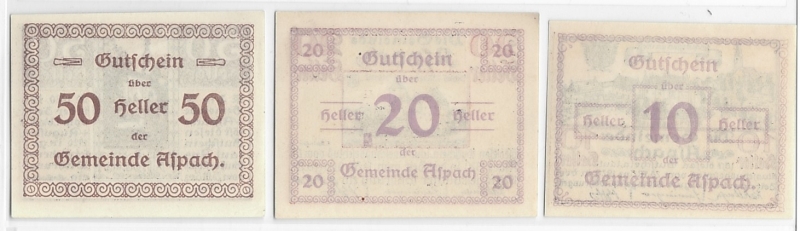 Gutschein
über
50 Heller 50
der
Gemeinde Aspach.
20 20
Gutschein
über
Heller 20 Heller
der
Gemeinde Aspach
20 20
Gutschein
über
Heller 10 Heller
der
Gemeinde Aspach.